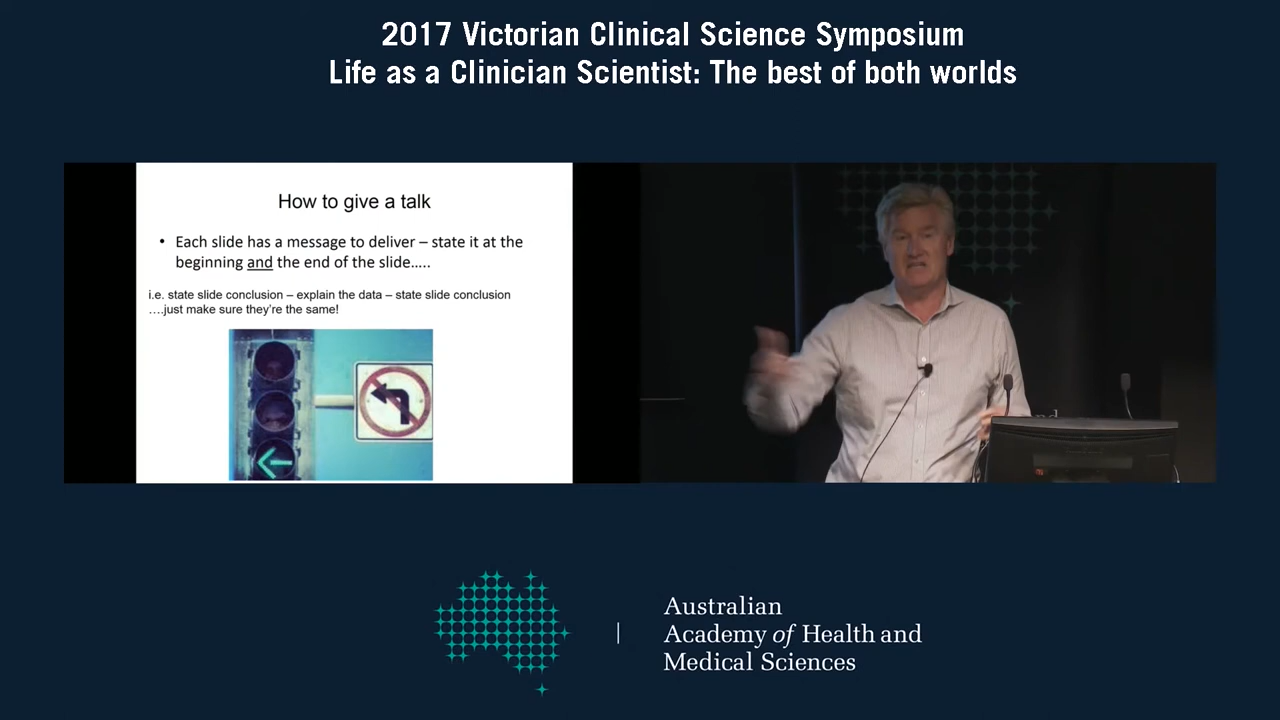 2017 Victorian Clinical Science Symposium
Life as a Clinician Scientist: The best of both worlds
How to give a talk
• Each slide has a message to deliver – state it at the
beginning and the end of the slide…..
i.e. state slide conclusion – explain the data – state slide conclusion
….just make sure they're the same!
Australian
Academy of Health and
Medical Sciences